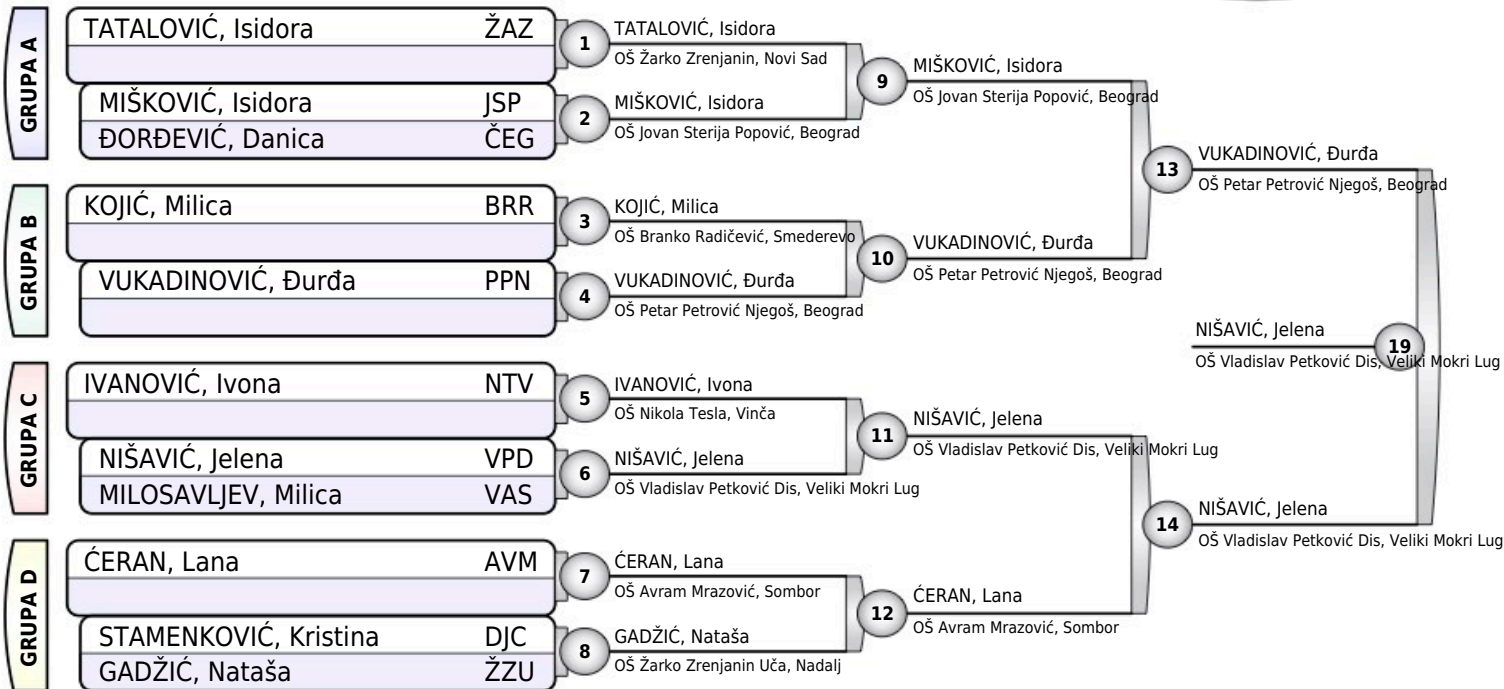 GRUPA A
TATALOVIĆ, Isidora ŽAZ
MIŠKOVIĆ, Isidora JSP
ĐORĐEVIĆ, Danica ČEG
GRUPA B
KOJIĆ, Milica BRR
VUKADINOVIĆ, Đurđa PPN
GRUPA C
IVANOVIĆ, Ivona NTV
NIŠAVIĆ, Jelena VPD
MILOSAVLJEV, Milica VAS
GRUPA D
ĆERAN, Lana AVM
STAMENKOVIĆ, Kristina DJC
GADŽIĆ, Nataša ŽZU
1
TATALOVIĆ, Isidora
OŠ Žarko Zrenjanin, Novi Sad
2
MIŠKOVIĆ, Isidora
OŠ Jovan Sterija Popović, Beograd
3
KOJIĆ, Milica
OŠ Branko Radičević, Smederevo
4
VUKADINOVIĆ, Đurđa
OŠ Petar Petrović Njegoš, Beograd
5
IVANOVIĆ, Ivona
OŠ Nikola Tesla, Vinča
6
NIŠAVIĆ, Jelena
OŠ Vladislav Petković Dis, Veliki Mokri Lug
7
ĆERAN, Lana
OŠ Avram Mrazović, Sombor
8
GADŽIĆ, Nataša
OŠ Žarko Zrenjanin Uča, Nadalj
9
MIŠKOVIĆ, Isidora
OŠ Jovan Sterija Popović, Beograd
10
VUKADINOVIĆ, Đurđa
OŠ Petar Petrović Njegoš, Beograd
11
NIŠAVIĆ, Jelena
OŠ Vladislav Petković Dis, Veliki Mokri Lug
12
ĆERAN, Lana
OŠ Avram Mrazović, Sombor
13
VUKADINOVIĆ, Đurđa
OŠ Petar Petrović Njegoš, Beograd
14
NIŠAVIĆ, Jelena
OŠ Vladislav Petković Dis, Veliki Mokri Lug
19
NIŠAVIĆ, Jelena
OŠ Vladislav Petković Dis, Veliki Mokri Lug